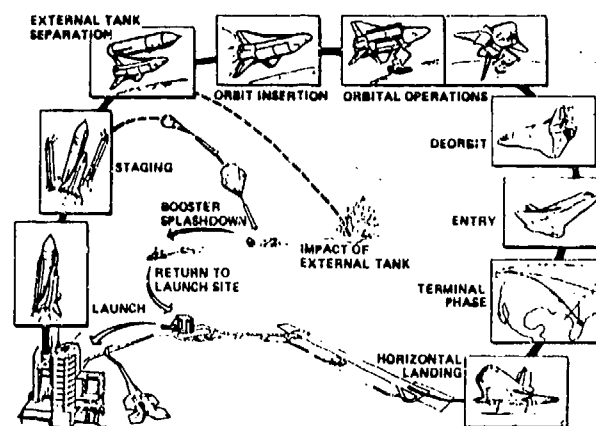 EXTERNAL TANK
SEPARATION
ORBIT INSERTION
ORBITAL OPERATIONS
DEORBIT
STAGING
ENTRY
BOOSTER
SPLASHDOWN
IMPACT OF
EXTERNAL TANK
RETURN TO
LAUNCH SITE
TERMINAL
PHASE
LAUNCH
HORIZONTAL
LANDING